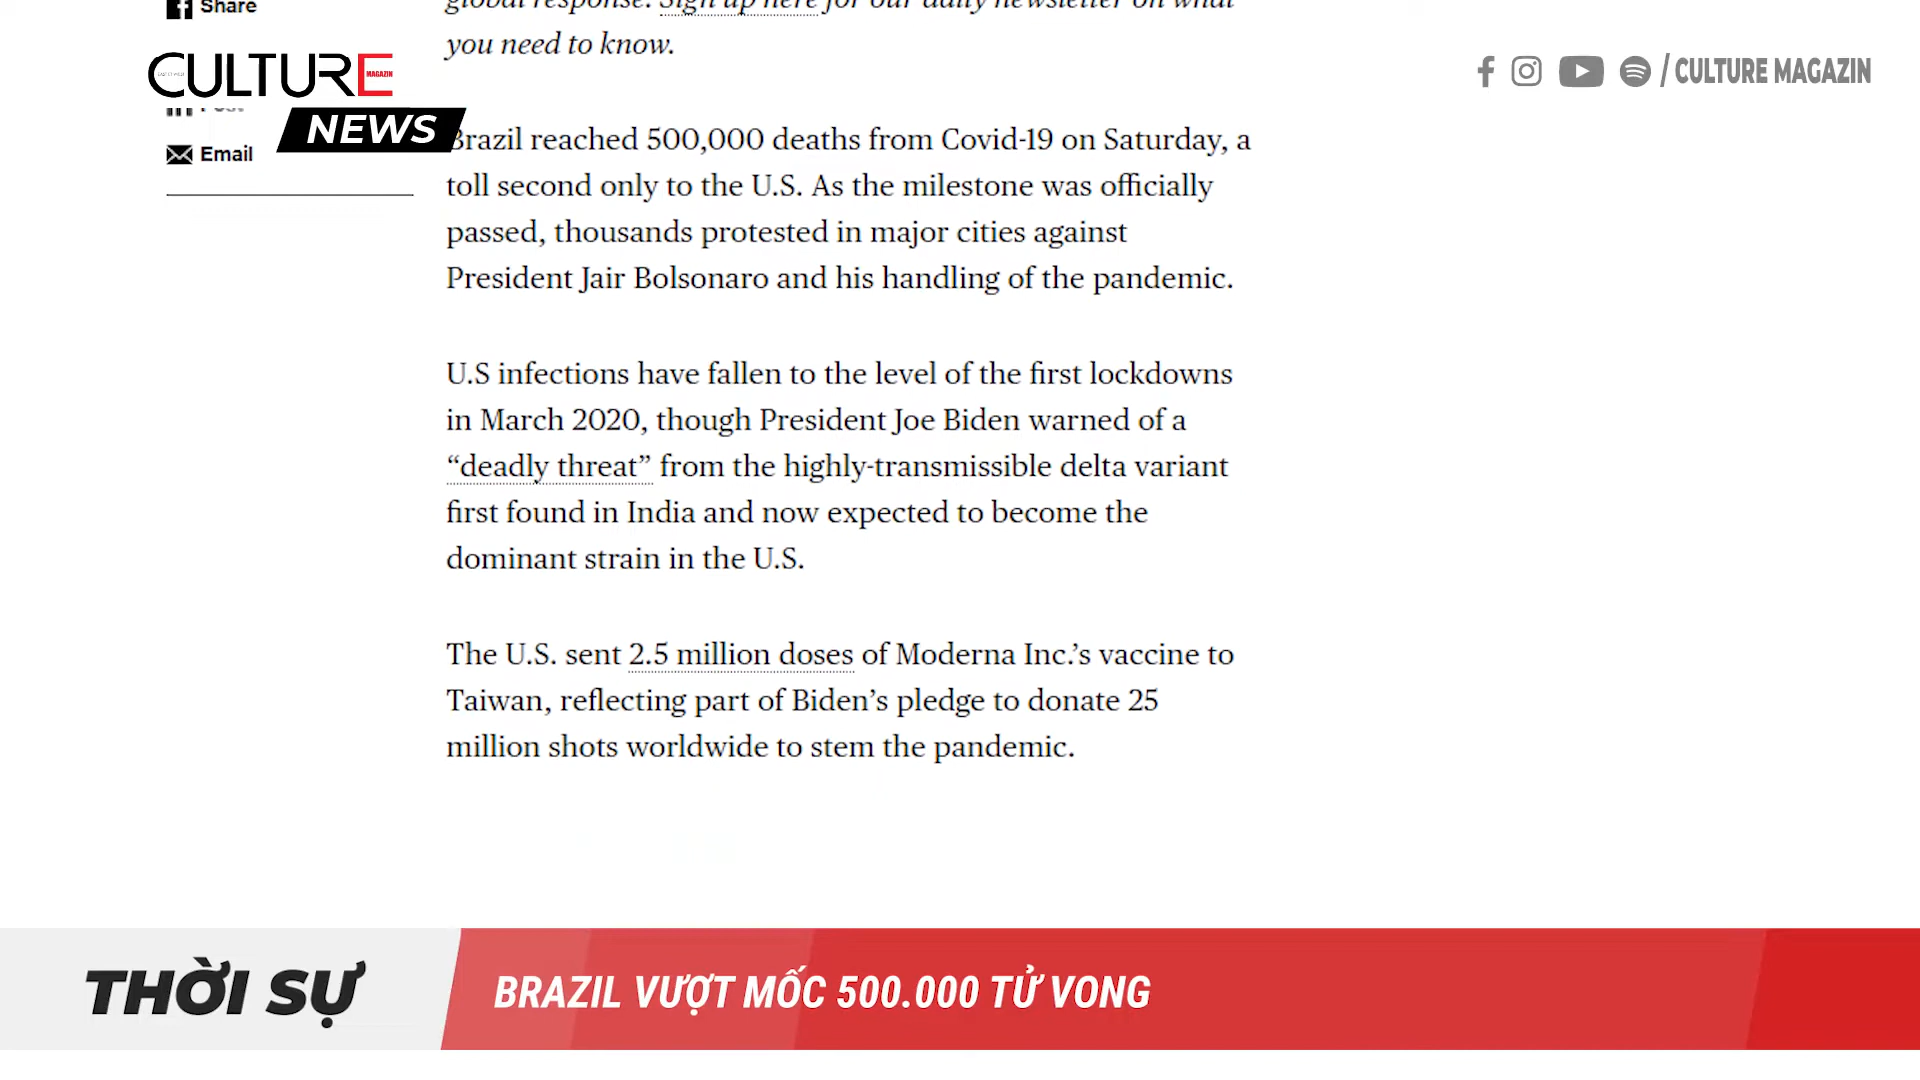 Share
global response. Sign up here for our daily newsletter on what
you need to know.
CULTURE
MAGAZIN
/ CULTURE MAGAZIN
Post
NEWS
Email
Brazil reached 500,000 deaths from Covid-19 on Saturday, a
toll second only to the U.S. As the milestone was officially
passed, thousands protested in major cities against
President Jair Bolsonaro and his handling of the pandemic.
U.S infections have fallen to the level of the first lockdowns
in March 2020, though President Joe Biden warned of a
“deadly threat” from the highly-transmissible delta variant
first found in India and now expected to become the
dominant strain in the U.S.
The U.S. sent 2.5 million doses of Moderna Inc.’s vaccine to
Taiwan, reflecting part of Biden’s pledge to donate 25
million shots worldwide to stem the pandemic.
THỜI SỰ
BRAZIL VƯỢT MỐC 500.000 TỬ VONG